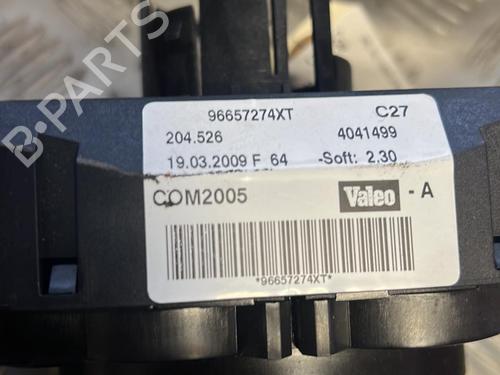 96657274XT C27
204.526 4041499
19.03.2009 F 64 -Soft: 2.30
COM2005 Valeo - A
*96657274XT*
B-PARTS